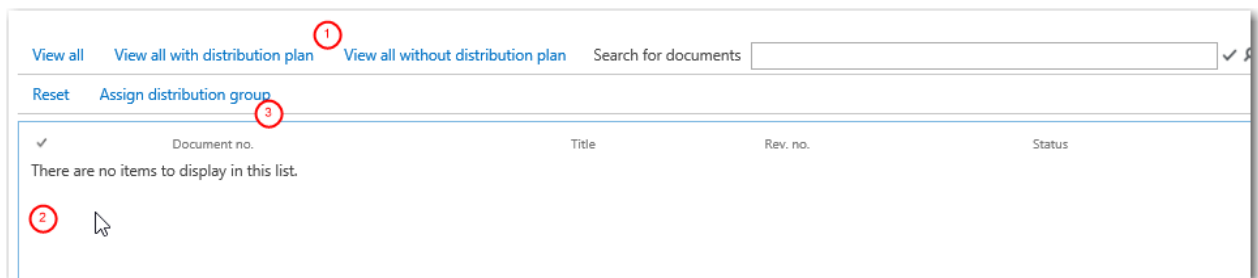 1
View all View all with distribution plan View all without distribution plan Search for documents
Reset Assign distribution group
3
Document no. Title Rev. no. Status
There are no items to display in this list.
2